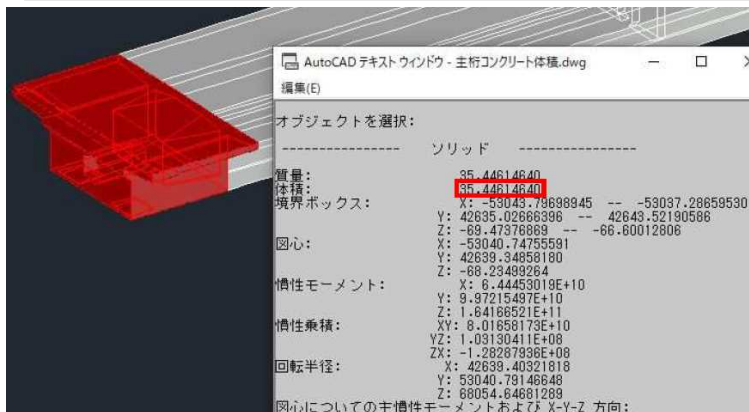 AutoCAD テキスト ウィンドウ - 主桁コンクリート体積.dwg
編集(E)
オブジェクトを選択:
---------------- ソリッド ----------------
質量: 35.44614640
体積: 35.44614640
境界ボックス: X: -53043.79698945 -- -53037.28659530
Y: 42635.02666396 -- 42643.52190586
Z: -69.47376869 -- -66.60012806
図心: X: -53040.74755591
Y: 42639.34858180
Z: -68.23499264
慣性モーメント: X: 6.44453019E+10
Y: 9.97215497E+10
Z: 1.64166521E+11
慣性乗積: XY: 8.01658173E+10
YZ: 1.03130411E+08
ZX: -1.28287936E+08
回転半径: X: 42639.40321818
Y: 53040.79146648
Z: 68054.64681289
図心についての主慣性モーメントおよび X-Y-Z 方向: